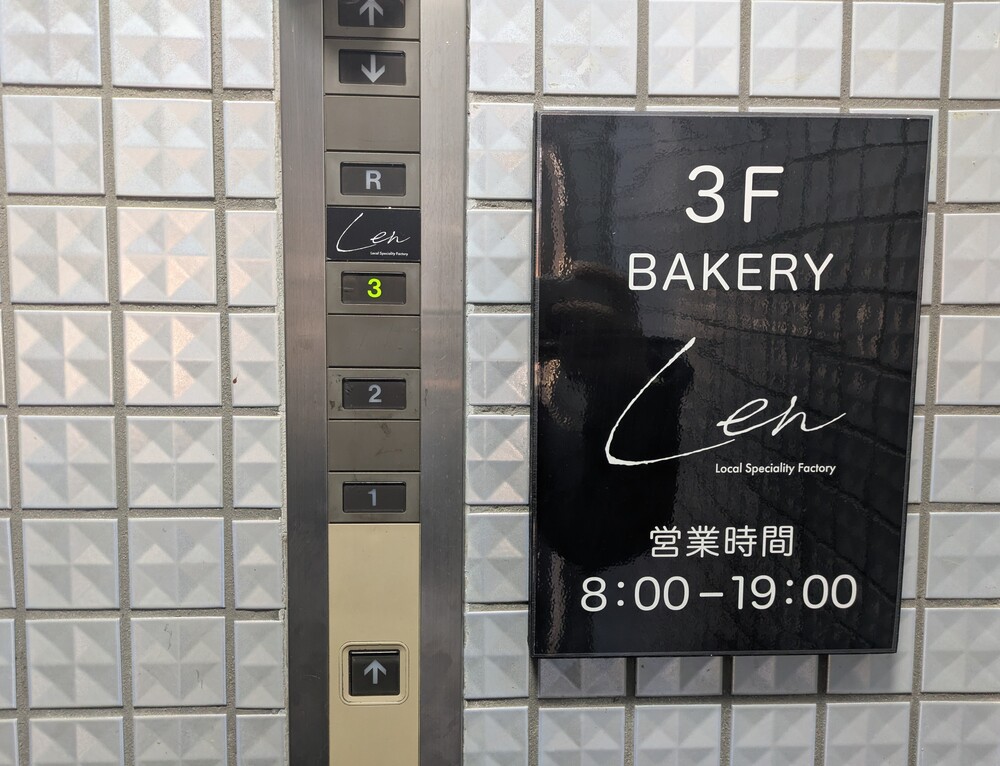 R
Len
Local Speciality Factory
3
2
1
3F
BAKERY
Len
Local Speciality Factory
営業時間
8:00–19:00